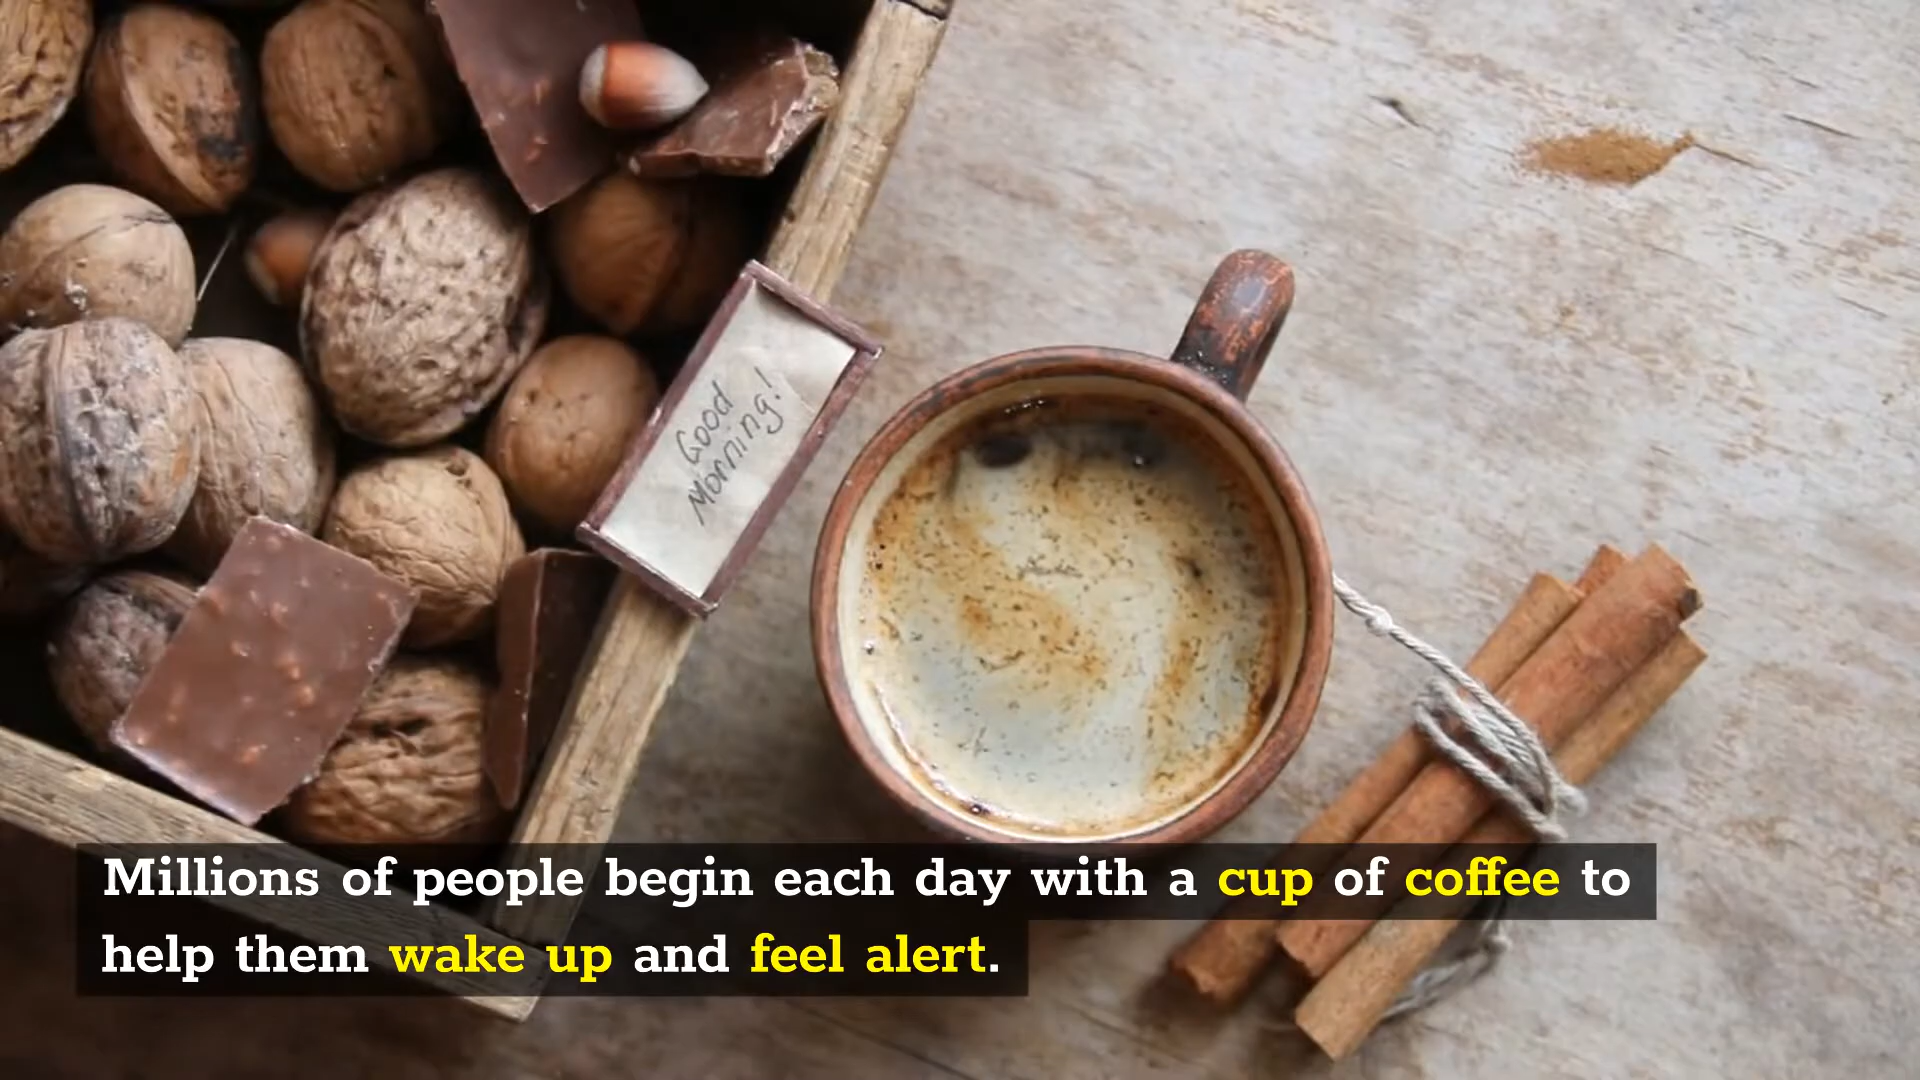 Good
Morning!
Millions of people begin each day with a cup of coffee to
help them wake up and feel alert.